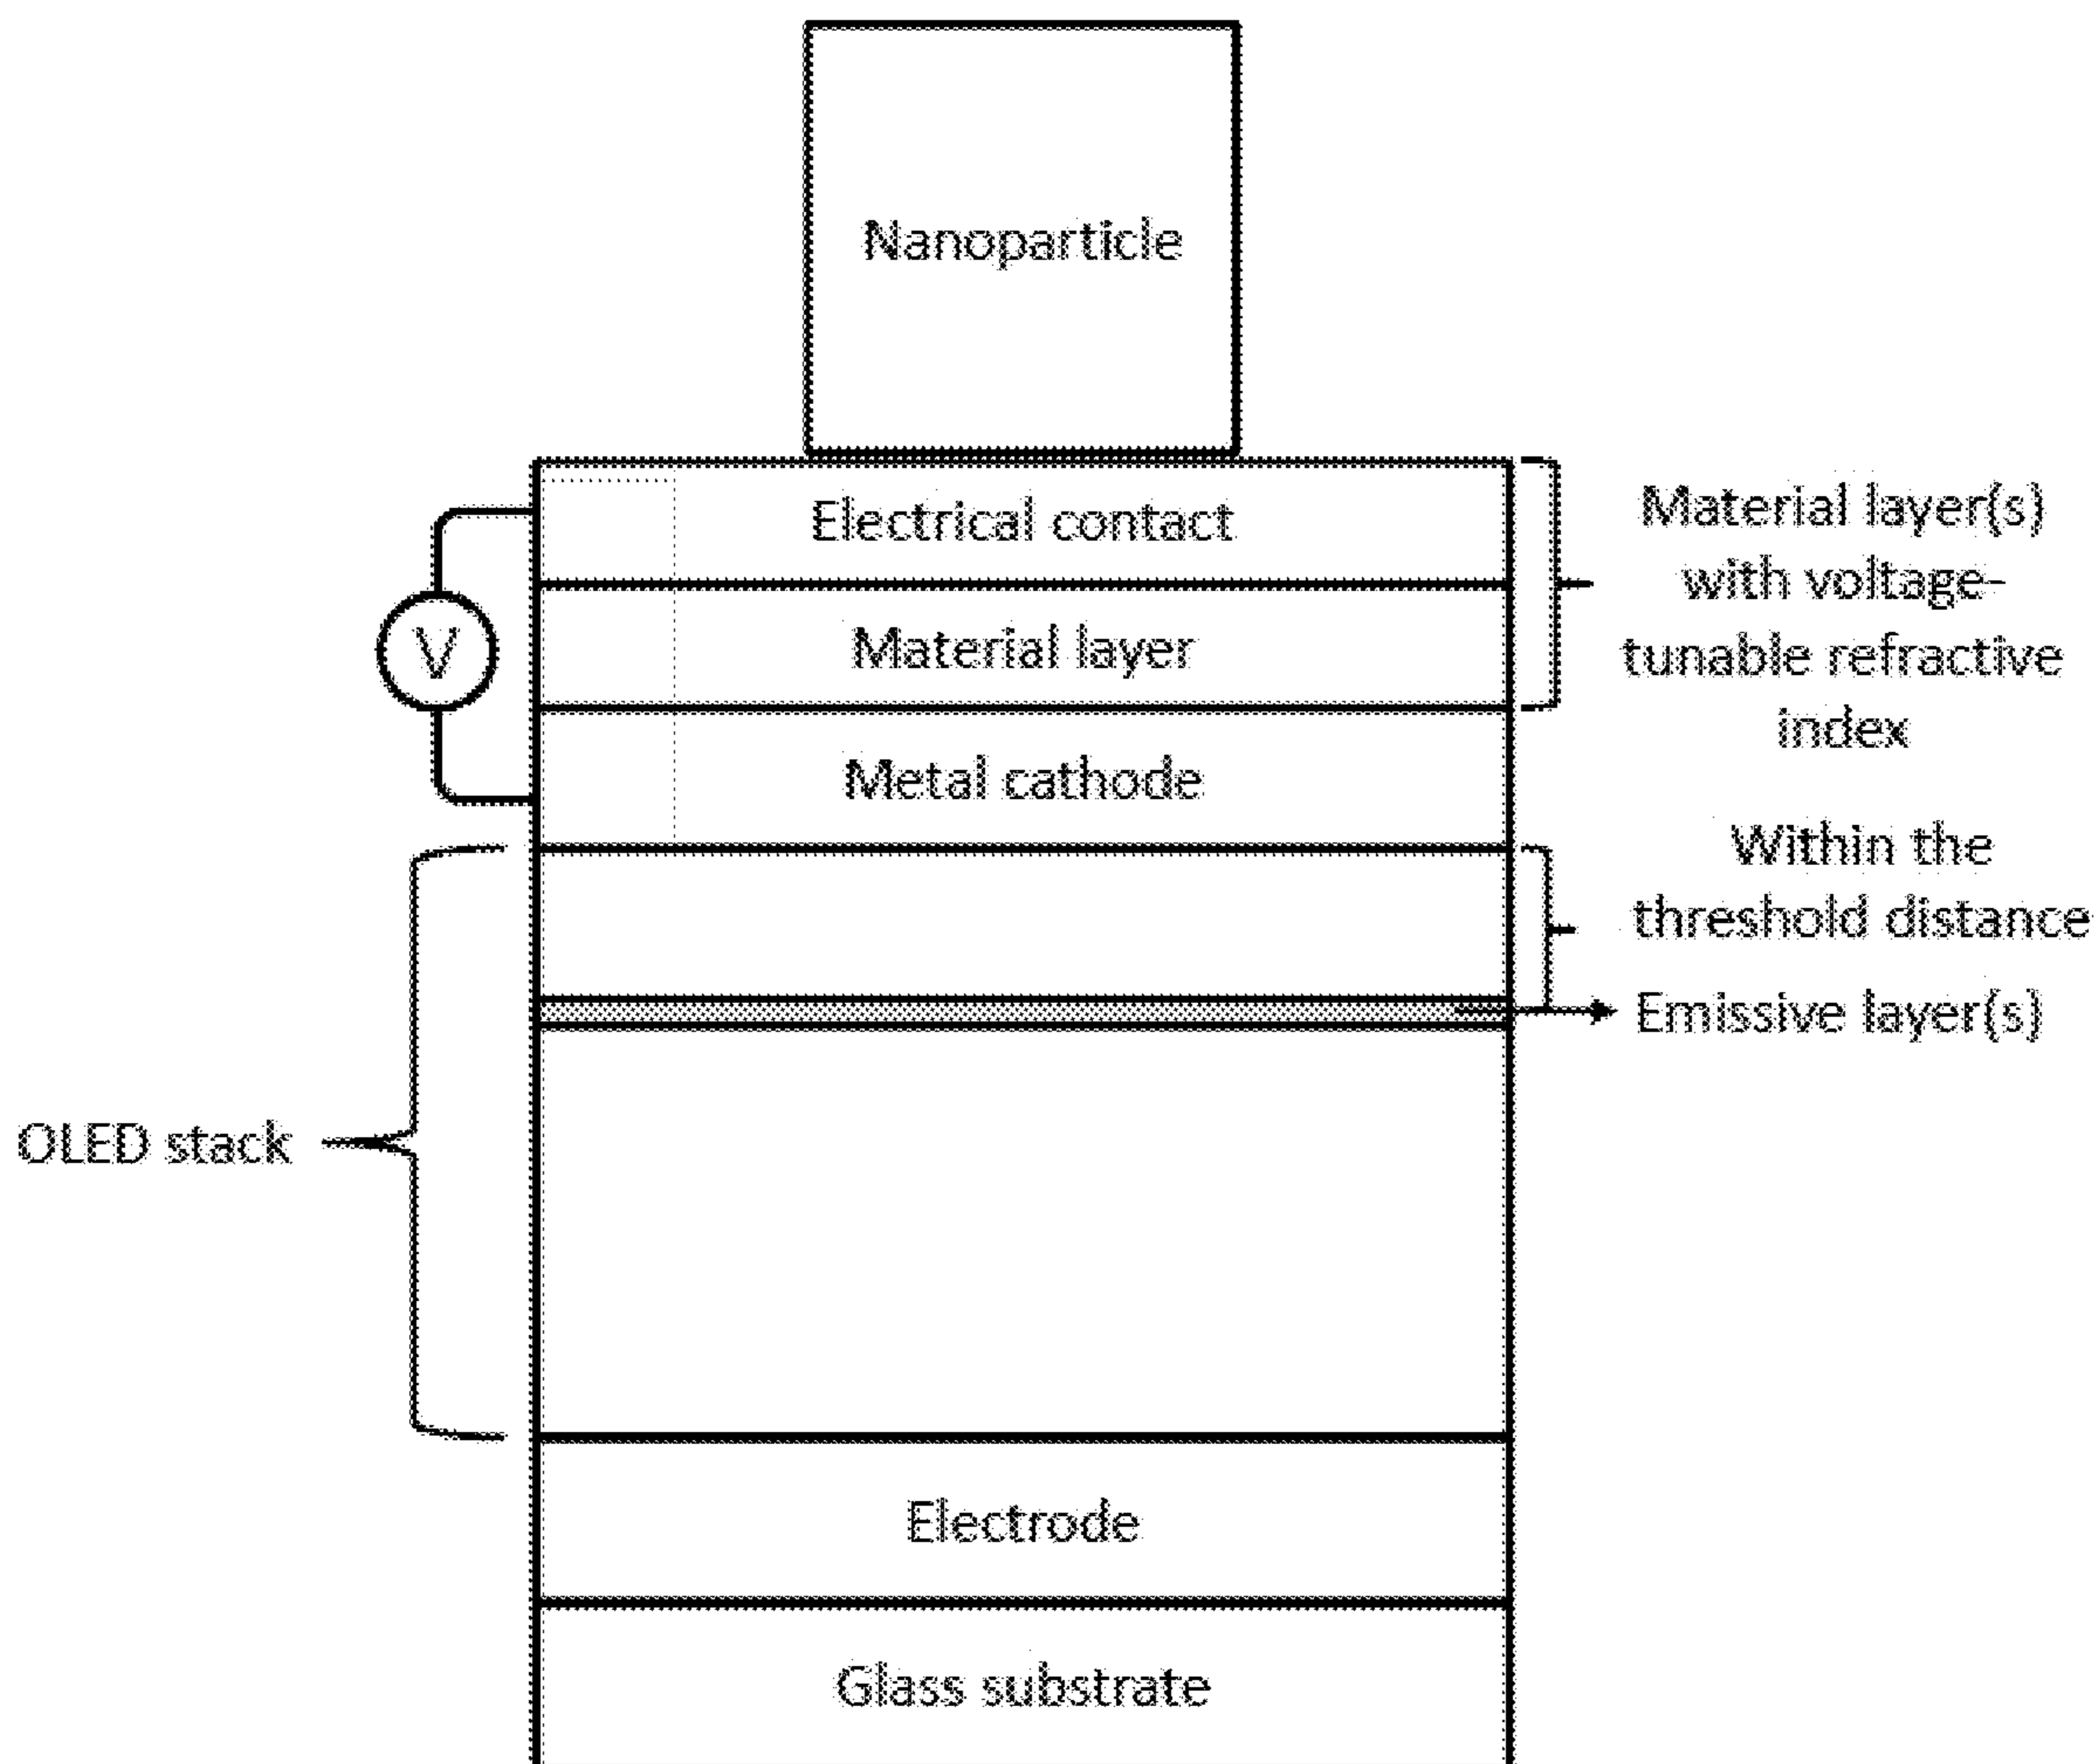 Nanoparticle
Electrical contact
Material layer
Metal cathode
V
Material layer(s)
with voltage-
tunable refractive
index
Within the
threshold distance
Emissive layer(s)
OLED stack
Electrode
Glass substrate